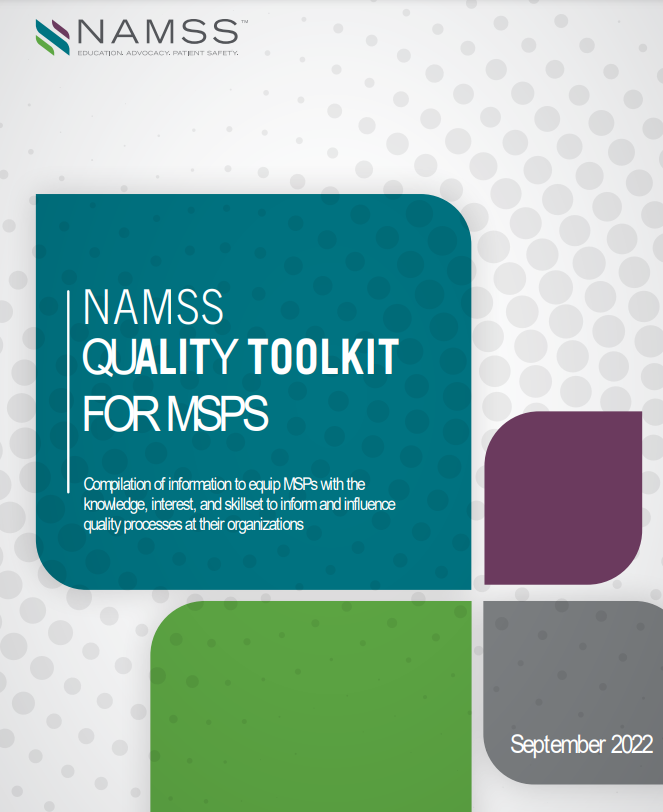 NAMSS™
EDUCATION. ADVOCACY. PATIENT SAFETY.
NAMSS
QUALITY TOOLKIT
FOR MSPS
Compilation of information to equip MSPs with the
knowledge, interest, and skillset to inform and influence
quality processes at their organizations
September 2022